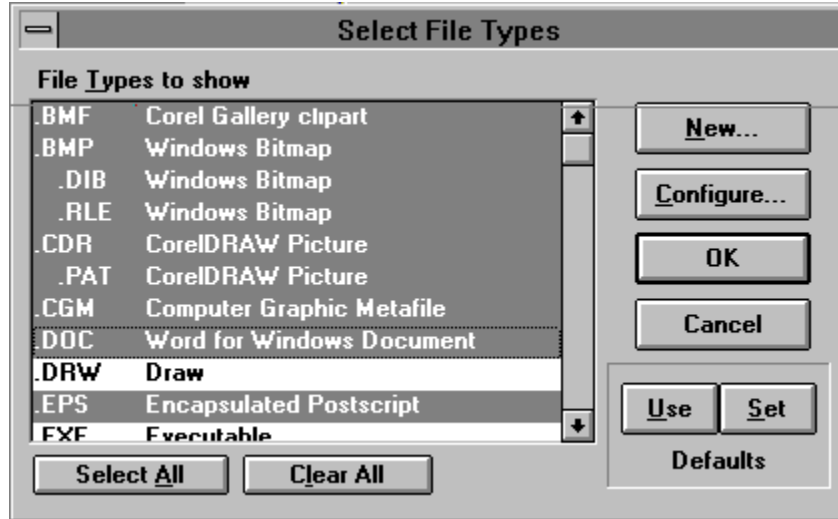 Select File Types
File Types to show
.BMF Corel Gallery clipart
.BMP Windows Bitmap
.DIB Windows Bitmap
.RLE Windows Bitmap
.CDR CorelDRAW Picture
.PAT CorelDRAW Picture
.CGM Computer Graphic Metafile
.DOC Word for Windows Document
.DRW Draw
.EPS Encapsulated Postscript
.EXE Executable
Select All
Clear All
New...
Configure...
OK
Cancel
Use
Set
Defaults